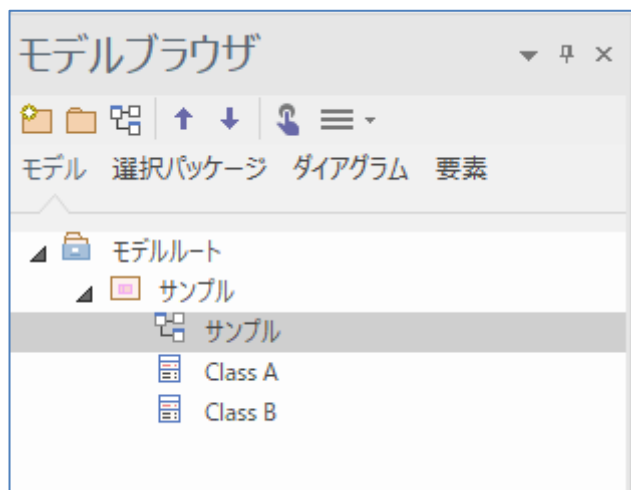 モデルブラウザ
モデル 選択パッケージ ダイアグラム 要素
モデルルート
サンプル
サンプル
Class A
Class B